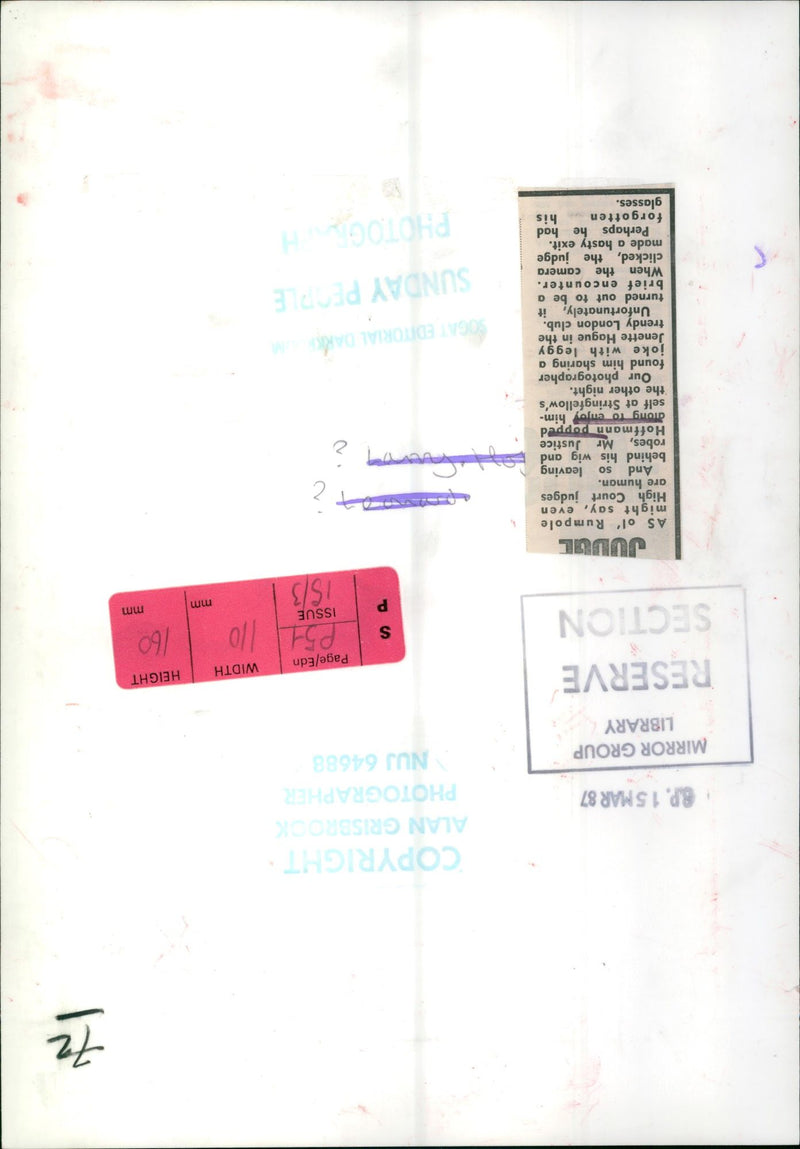 72
COPYRIGHT
ALAN GRISBROOK
PHOTOGRAPHER
NUJ 64688
S.P. 15 MAR 87
MIRROR GROUP
LIBRARY
RESERVE
SECTION
S P
Page/Edn
P57
ISSUE
15/3
WIDTH
110
mm
HEIGHT
160
mm
JUDGE
AS ol' Rumpole
might say, even
High Court judges
are human.
And so leaving
behind his wig and
robes, Mr Justice
Hoffmann popped
along to enjoy him-
self at Stringfellow's
the other night.
Our photographer
found him sharing a
joke with leggy
Jenette Hague in the
trendy London club.
Unfortunately, it
turned out to be a
brief encounter.
When the camera
clicked, the judge
made a hasty exit.
Perhaps he had
forgotten his
glasses.
? Leonard
? Larry
SOGAT EDITORIAL DARKROOM
SUNDAY PEOPLE
PHOTOGRAPH